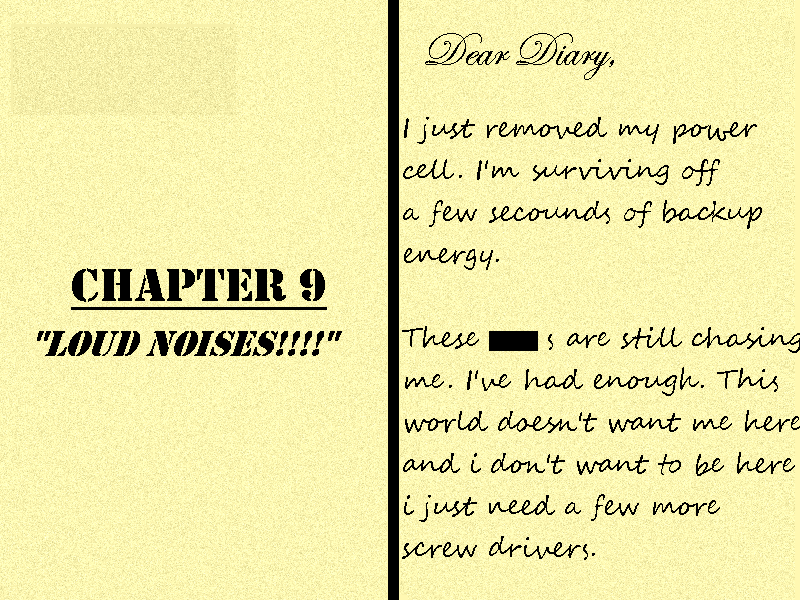 CHAPTER 9
"LOUD NOISES!!!!"
Dear Diary,
I just removed my power
cell. I'm surviving off
a few secounds of backup
energy.
These s are still chasing
me. I've had enough. This
world doesn't want me here
and i don't want to be here
i just need a few more
screw drivers.